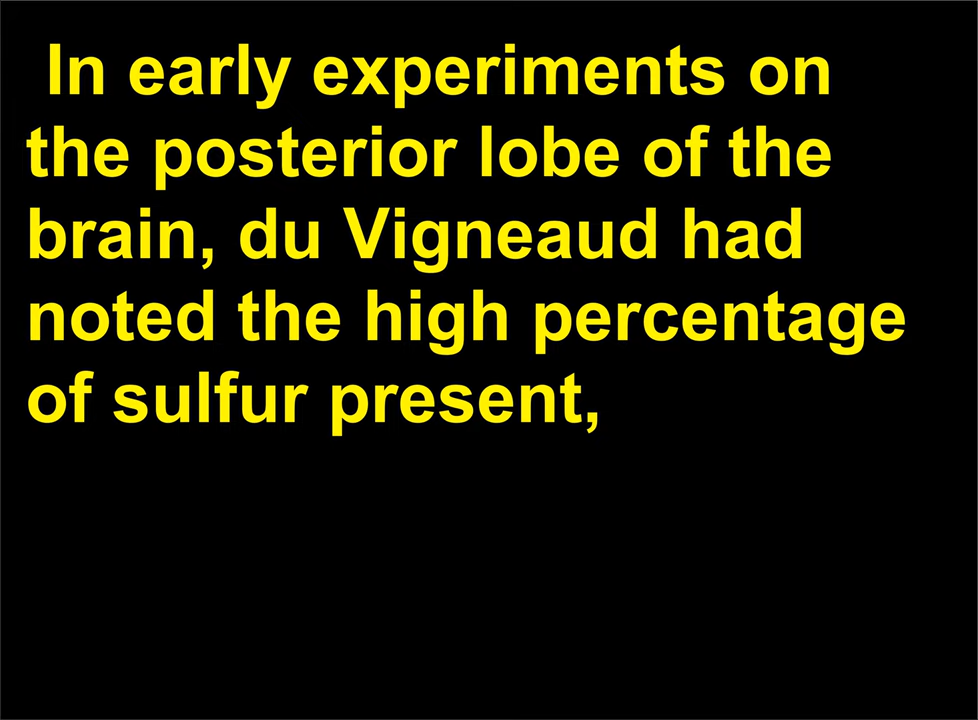 In early experiments on
the posterior lobe of the
brain, du Vigneaud had
noted the high percentage
of sulfur present,